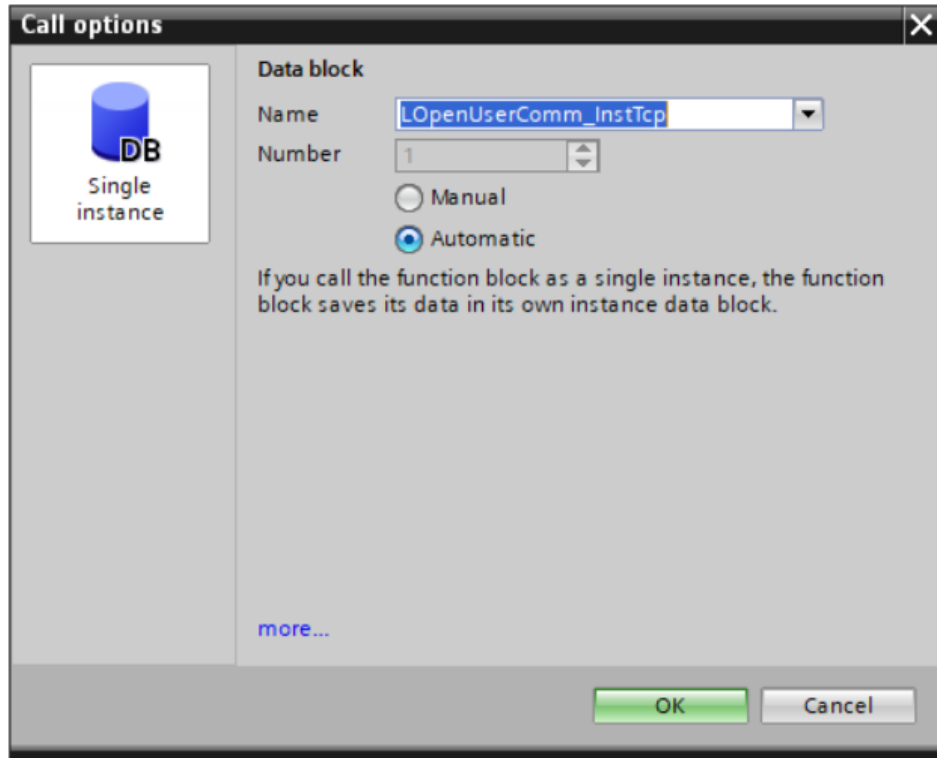 Call options
DB
Single
instance
Data block
Name
LOpenUserComm_InstTcp
Number
1
Manual
Automatic
If you call the function block as a single instance, the function
block saves its data in its own instance data block.
more...
OK
Cancel